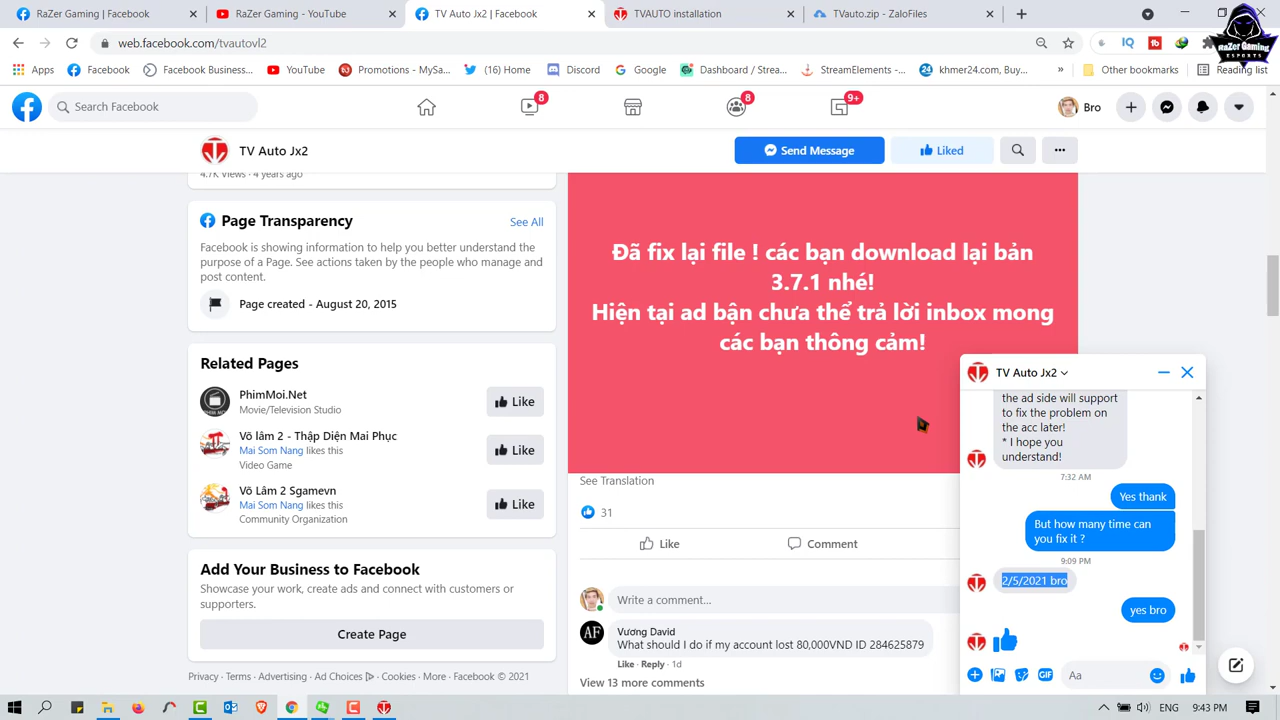 RaZer Gaming | Facebook
RaZer Gaming - YouTube
TV Auto Jx2 | Facebook
TVAUTO installation
TVauto.zip - ZaloFiles
web.facebook.com/tvautovl2
Apps
Facebook
Facebook Business...
YouTube
Promotions - MySa...
(16) Home
Discord
Google
Dashboard / Strea...
StreamElements -...
khmer24.com, Buy,...
»
Other bookmarks
Reading list
RaZer Gaming
ESPORTS
Search Facebook
8
8
9+
Bro
TV Auto Jx2
Send Message
Liked
4.7K Views · 4 years ago
Page Transparency
See All
Facebook is showing information to help you better understand the
purpose of a Page. See actions taken by the people who manage and
post content.
Page created - August 20, 2015
Related Pages
PhimMoi.Net
Movie/Television Studio
Like
Võ lâm 2 - Thập Diện Mai Phục
Mai Som Nang likes this
Video Game
Like
Võ Lâm 2 Sgamevn
Mai Som Nang likes this
Community Organization
Like
Add Your Business to Facebook
Showcase your work, create ads and connect with customers or
supporters.
Create Page
Privacy · Terms · Advertising · Ad Choices · Cookies · More · Facebook © 2021
Đã fix lại file ! các bạn download lại bản
3.7.1 nhé!
Hiện tại ad bận chưa thể trả lời inbox mong
các bạn thông cảm!
See Translation
31
Like
Comment
Write a comment...
AF
Vương David
What should I do if my account lost 80,000VND ID 284625879
Like · Reply · 1d
View 13 more comments
TV Auto Jx2
the ad side will support
to fix the problem on
the acc later!
* I hope you
understand!
7:32 AM
Yes thank
But how many time can
you fix it ?
9:09 PM
2/5/2021 bro
yes bro
GIF
Aa
ENG
9:43 PM